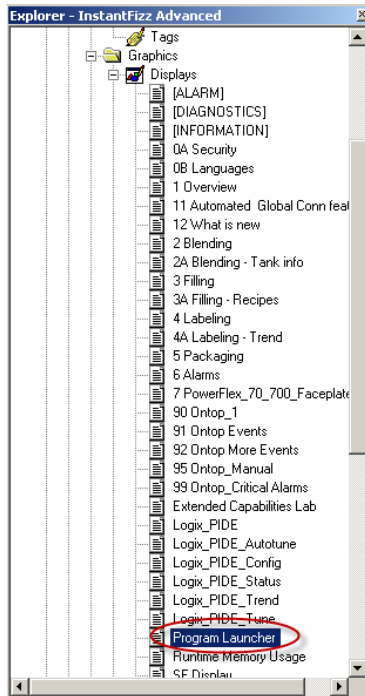 Explorer - InstantFizz Advanced
Tags
Graphics
Displays
[ALARM]
[DIAGNOSTICS]
[INFORMATION]
0A Security
0B Languages
1 Overview
11 Automated Global Conn feat
12 What is new
2 Blending
2A Blending - Tank info
3 Filling
3A Filling - Recipes
4 Labeling
4A Labeling - Trend
5 Packaging
6 Alarms
7 PowerFlex_70_700_Faceplate
90 Ontop_1
91 Ontop Events
92 Ontop More Events
95 Ontop_Manual
99 Ontop_Critical Alarms
Extended Capabilities Lab
Logix_PIDE
Logix_PIDE_Autotune
Logix_PIDE_Config
Logix_PIDE_Status
Logix_PIDE_Trend
Logix_PIDE_Tune
Program Launcher
Runtime Memory Usage
SE Display